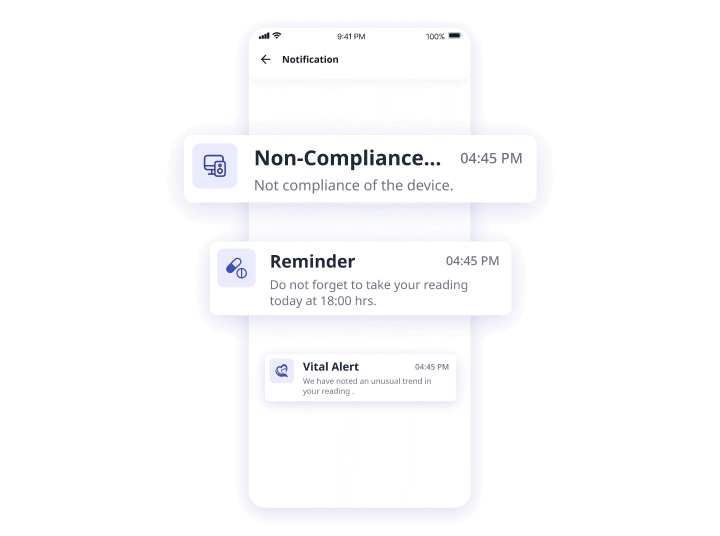 9:41 PM 100%
Notification
Non-Compliance... 04:45 PM
Not compliance of the device.
Reminder 04:45 PM
Do not forget to take your reading
today at 18:00 hrs.
Vital Alert 04:45 PM
We have noted an unusual trend in
your reading .